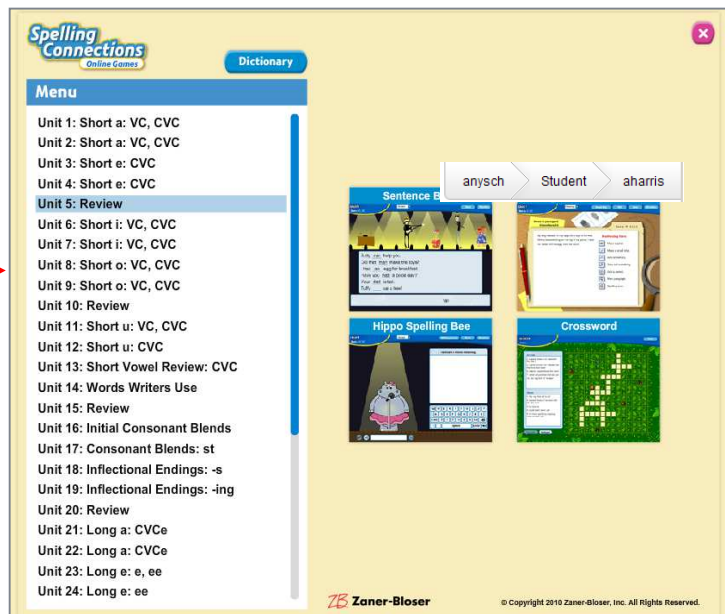 Spelling
Connections
Online Games
Dictionary
Menu
Unit 1: Short a: VC, CVC
Unit 2: Short a: VC, CVC
Unit 3: Short e: CVC
Unit 4: Short e: CVC
Unit 5: Review
Unit 6: Short i: VC, CVC
Unit 7: Short i: VC, CVC
Unit 8: Short o: VC, CVC
Unit 9: Short o: VC, CVC
Unit 10: Review
Unit 11: Short u: VC, CVC
Unit 12: Short u: CVC
Unit 13: Short Vowel Review: CVC
Unit 14: Words Writers Use
Unit 15: Review
Unit 16: Initial Consonant Blends
Unit 17: Consonant Blends: st
Unit 18: Inflectional Endings: -s
Unit 19: Inflectional Endings: -ing
Unit 20: Review
Unit 21: Long a: CVCe
Unit 22: Long a: CVCe
Unit 23: Long e: e, ee
Unit 24: Long e: ee
anysch Student aharris
Sentence B
Hippo Spelling Bee
Crossword
ZB Zaner-Bloser
© Copyright 2010 Zaner-Bloser, Inc. All Rights Reserved.